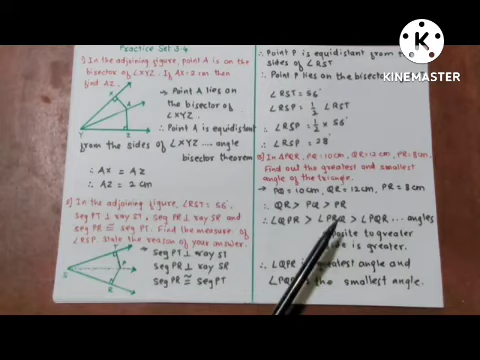 Practice Set 3.4
1) In the adjoining figure, point A is on the
bisector of ∠XYZ. If AX = 2 cm then
find AZ.
→ Point A lies on the
bisector of
∠XYZ
∴ Point A is equidistant
from the sides of ∠XYZ .... angle
bisector theorem
∴ AX = AZ
∴ AZ = 2 cm
2) In the adjoining figure, ∠RST = 56°,
seg PT ⊥ ray ST, seg PR ⊥ ray SR and
seg PR ≅ seg PT. Find the measure of
∠RSP. State the reason of your answer.
→ seg PT ⊥ ray ST
seg PR ⊥ ray SR
seg PR ≅ seg PT
X
A
Y
Z
T
S
P
R
∴ Point P is equidistant from the
sides of ∠RST
∴ Point P lies on the bisector
∠RST = 56°
∠RSP = 1/2 ∠RST
∴ ∠RSP = 1/2 × 56°
∴ ∠RSP = 28°
3) In ΔPQR, PQ = 10 cm, QR = 12 cm, PR = 8 cm
Find out the greatest and smallest
angle of the triangle.
→ PQ = 10 cm, QR = 12 cm, PR = 8 cm
∴ QR > PQ > PR
∴ ∠QPR > ∠PRQ > ∠PQR ... angles
opposite to greater
side is greater.
∴ ∠QPR is greatest angle and
the smallest angle.
K
KINEMASTER